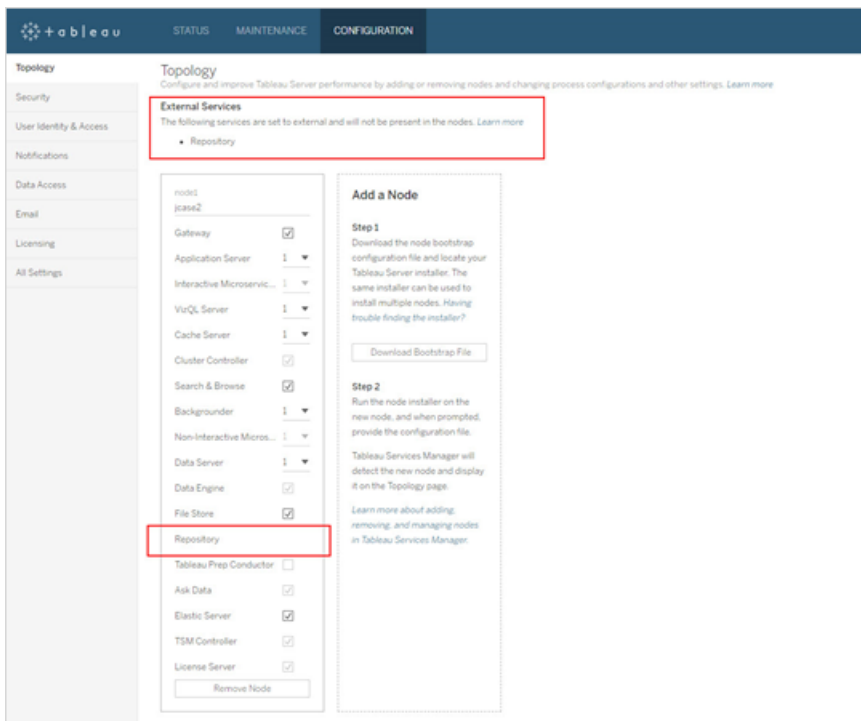 + a b l e a u
STATUS
MAINTENANCE
CONFIGURATION
Topology
Security
User Identity & Access
Notifications
Data Access
Email
Licensing
All Settings
Topology
Configure and improve Tableau Server performance by adding or removing nodes and changing process configurations and other settings. Learn more
External Services
The following services are set to external and will not be present in the nodes. Learn more
• Repository
node1
jcase2
Gateway
Application Server 1
Interactive Microservic... 1
VizQL Server 1
Cache Server 1
Cluster Controller
Search & Browse
Backgrounder 1
Non-Interactive Micros... 1
Data Server 1
Data Engine
File Store
Repository
Tableau Prep Conductor
Ask Data
Elastic Server
TSM Controller
License Server
Remove Node
Add a Node
Step 1
Download the node bootstrap
configuration file and locate your
Tableau Server installer. The
same installer can be used to
install multiple nodes. Having
trouble finding the installer?
Download Bootstrap File
Step 2
Run the node installer on the
new node, and when prompted,
provide the configuration file.
Tableau Services Manager will
detect the new node and display
it on the Topology page.
Learn more about adding,
removing, and managing nodes
in Tableau Services Manager.